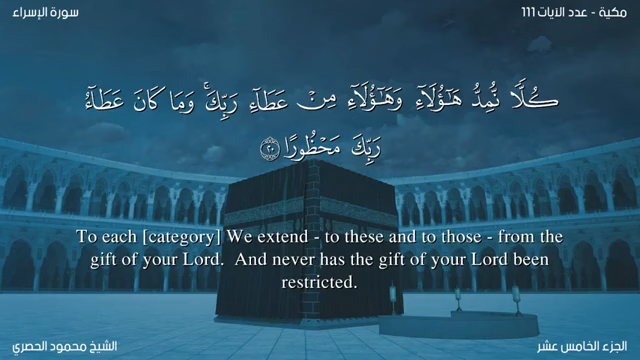 مكية - عدد الآيات 111
سورة الإسراء
كُلًّا نُّمِدُّ هَٰٓؤُلَآءِ وَهَٰٓؤُلَآءِ مِنْ عَطَآءِ رَبِّكَ ۚ وَمَا كَانَ عَطَآءُ
رَبِّكَ مَحْظُورًا ٢٠
To each [category] We extend - to these and to those - from the
gift of your Lord.  And never has the gift of your Lord been
restricted.
الجزء الخامس عشر
الشيخ محمود الحصري